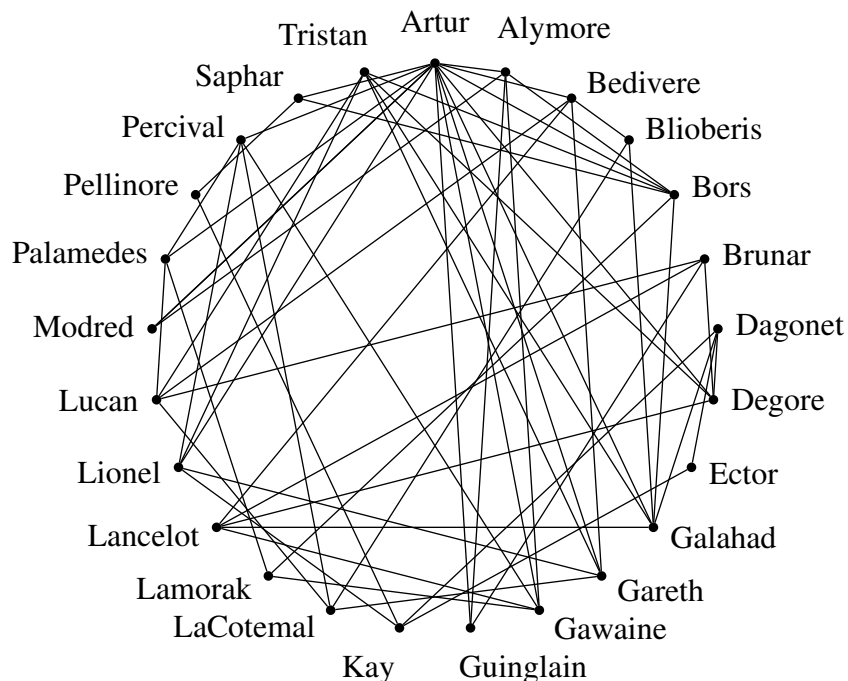 Artur
Alymore
Bedivere
Blioberis
Bors
Brunar
Dagonet
Degore
Ector
Galahad
Gareth
Gawaine
Guinglain
Kay
LaCotemal
Lamorak
Lancelot
Lionel
Lucan
Modred
Palamedes
Pellinore
Percival
Saphar
Tristan